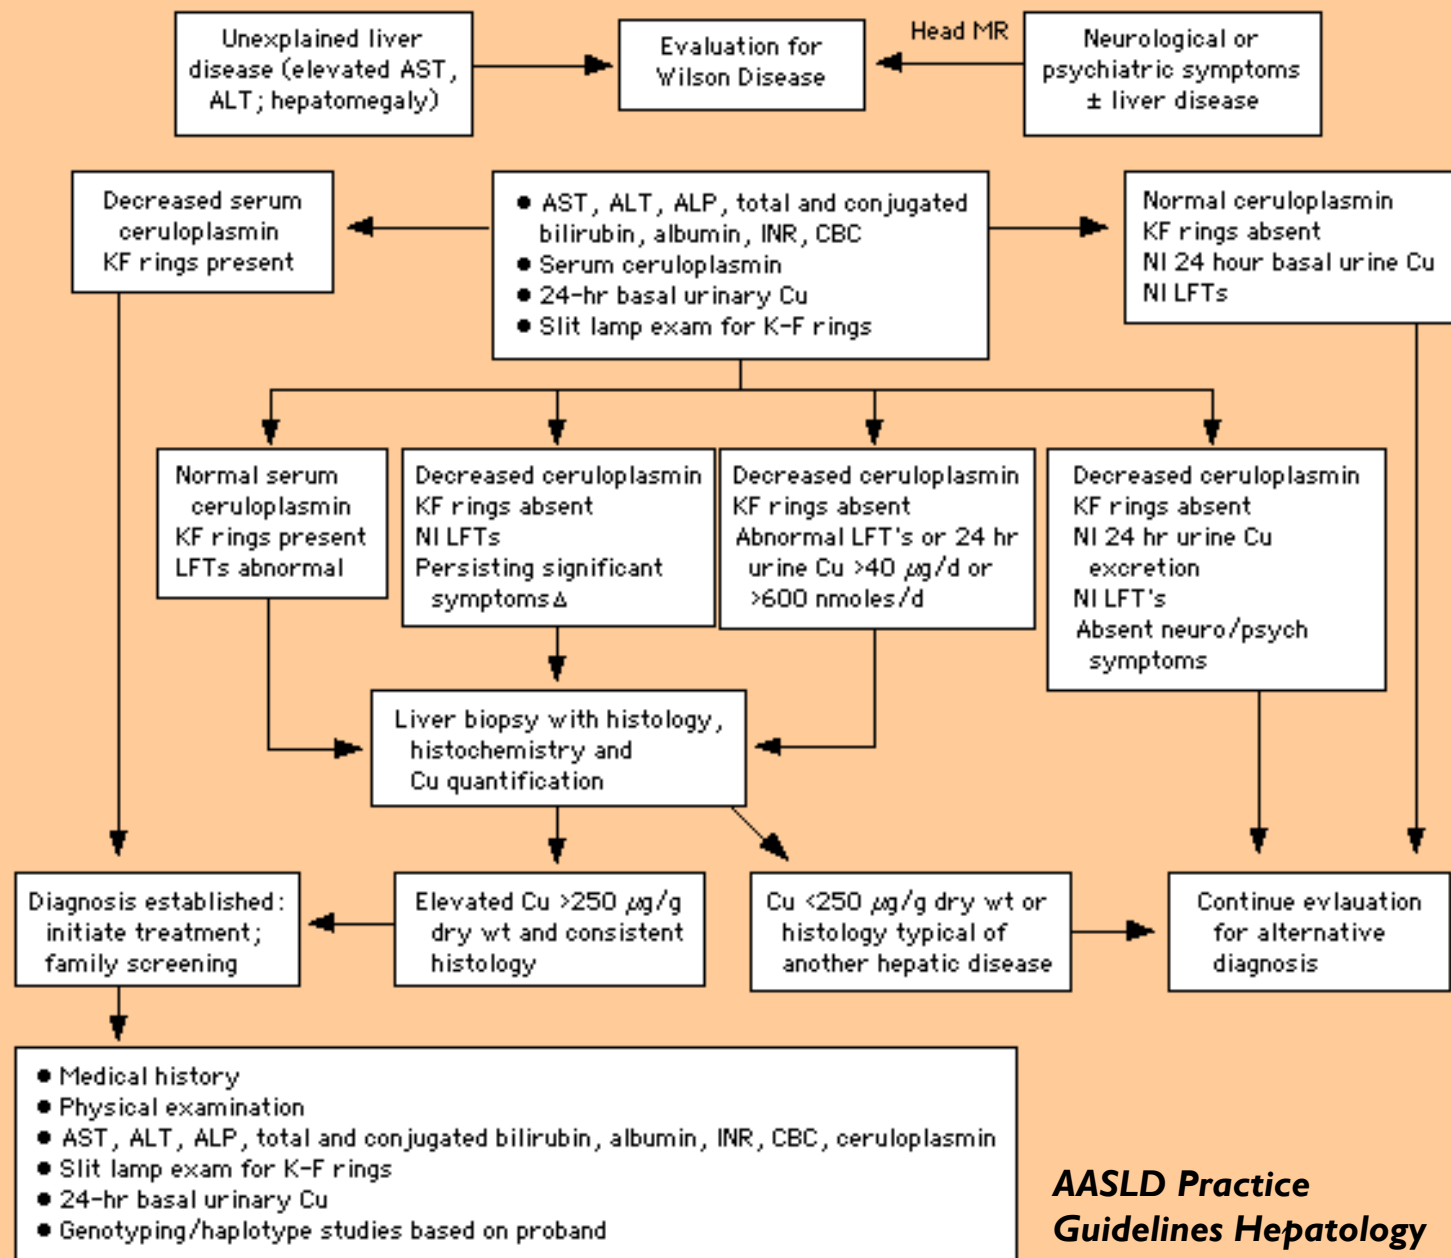 Unexplained liver
disease (elevated AST,
ALT; hepatomegaly)
Evaluation for
Wilson Disease
Head MR
Neurological or
psychiatric symptoms
± liver disease
Decreased serum
ceruloplasmin
KF rings present
● AST, ALT, ALP, total and conjugated
bilirubin, albumin, INR, CBC
● Serum ceruloplasmin
● 24-hr basal urinary Cu
● Slit lamp exam for K-F rings
Normal ceruloplasmin
KF rings absent
Nl 24 hour basal urine Cu
Nl LFTs
Normal serum
ceruloplasmin
KF rings present
LFTs abnormal
Decreased ceruloplasmin
KF rings absent
Nl LFTs
Persisting significant
symptoms Δ
Decreased ceruloplasmin
KF rings absent
Abnormal LFT's or 24 hr
urine Cu >40 µg/d or
>600 nmoles/d
Decreased ceruloplasmin
KF rings absent
Nl 24 hr urine Cu
excretion
Nl LFT's
Absent neuro/psych
symptoms
Liver biopsy with histology,
histochemistry and
Cu quantification
Diagnosis established:
initiate treatment;
family screening
Elevated Cu >250 µg/g
dry wt and consistent
histology
Cu <250 µg/g dry wt or
histology typical of
another hepatic disease
Continue evlauation
for alternative
diagnosis
● Medical history
● Physical examination
● AST, ALT, ALP, total and conjugated bilirubin, albumin, INR, CBC, ceruloplasmin
● Slit lamp exam for K-F rings
● 24-hr basal urinary Cu
● Genotyping/haplotype studies based on proband
AASLD Practice
Guidelines Hepatology